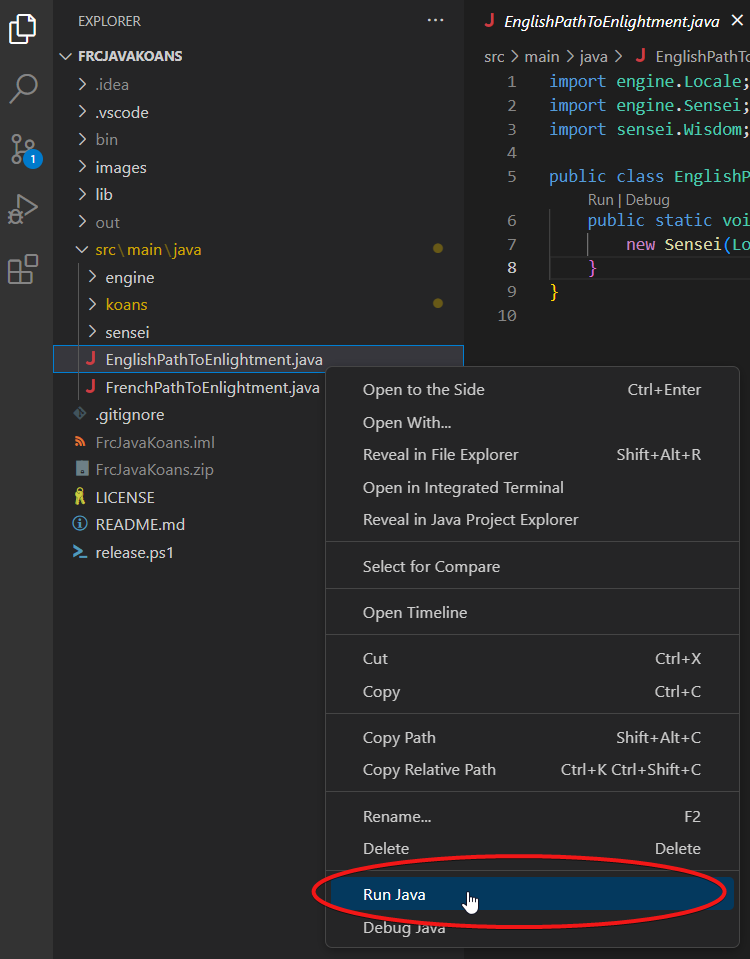 EXPLORER
FRCJAVAKOANS
.idea
.vscode
bin
images
lib
out
src\main\java
engine
koans
sensei
EnglishPathToEnlightment.java
FrenchPathToEnlightment.java
.gitignore
FrcJavaKoans.iml
FrcJavaKoans.zip
LICENSE
README.md
release.ps1
1
EnglishPathToEnlightment.java
src > main > java > EnglishPathTo
1 import engine.Locale;
2 import engine.Sensei;
3 import sensei.Wisdom;
4
5 public class EnglishP
Run | Debug
6 public static voi
7 new Sensei(Lo
8 }
9 }
10
Open to the Side Ctrl+Enter
Open With...
Reveal in File Explorer Shift+Alt+R
Open in Integrated Terminal
Reveal in Java Project Explorer
Select for Compare
Open Timeline
Cut Ctrl+X
Copy Ctrl+C
Copy Path Shift+Alt+C
Copy Relative Path Ctrl+K Ctrl+Shift+C
Rename... F2
Delete Delete
Run Java
Debug Java